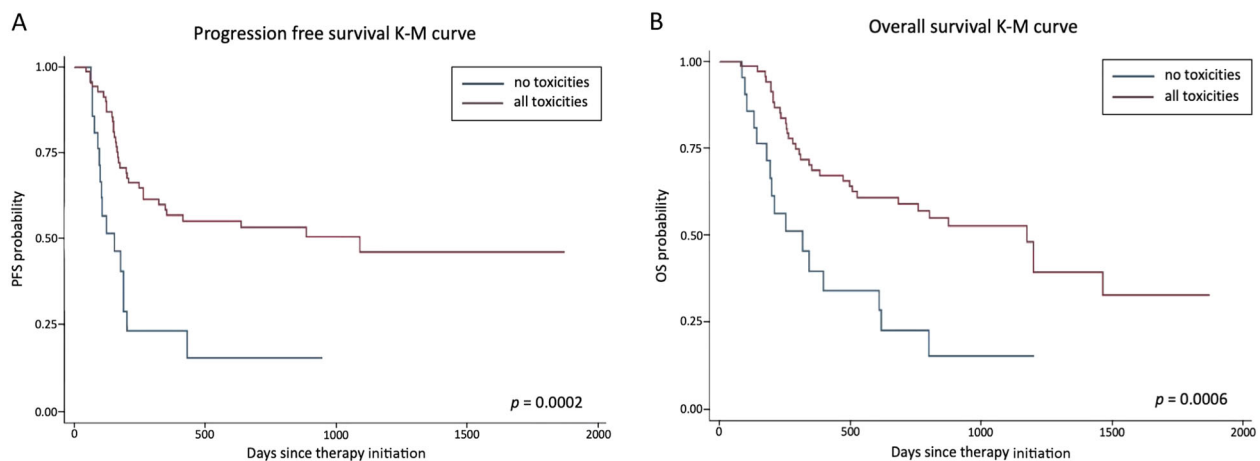 A
Progression free survival K-M curve
no toxicities
all toxicities
1.00
0.75
0.50
0.25
0.00
PFS probability
0
500
1000
1500
2000
Days since therapy initiation
p = 0.0002
B
Overall survival K-M curve
no toxicities
all toxicities
1.00
0.75
0.50
0.25
0.00
OS probability
0
500
1000
1500
2000
Days since therapy initiation
p = 0.0006